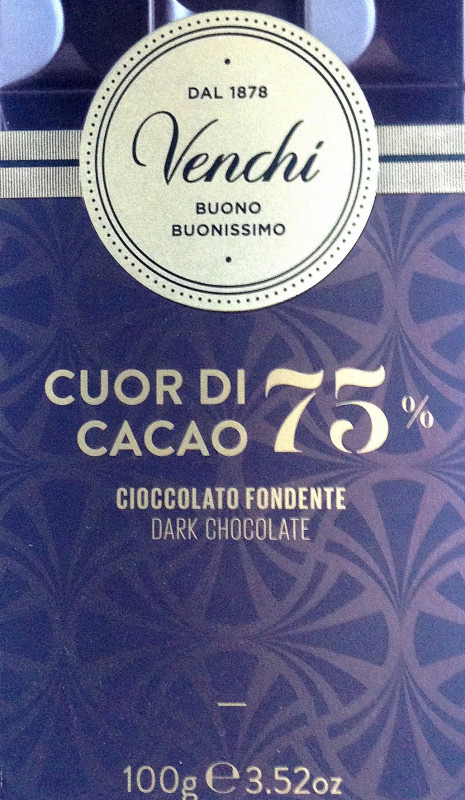 DAL 1878
Venchi
BUONO
BUONISSIMO
CUOR DI
CACAO 75%
CIOCCOLATO FONDENTE
DARK CHOCOLATE
100g ℮ 3.52oz